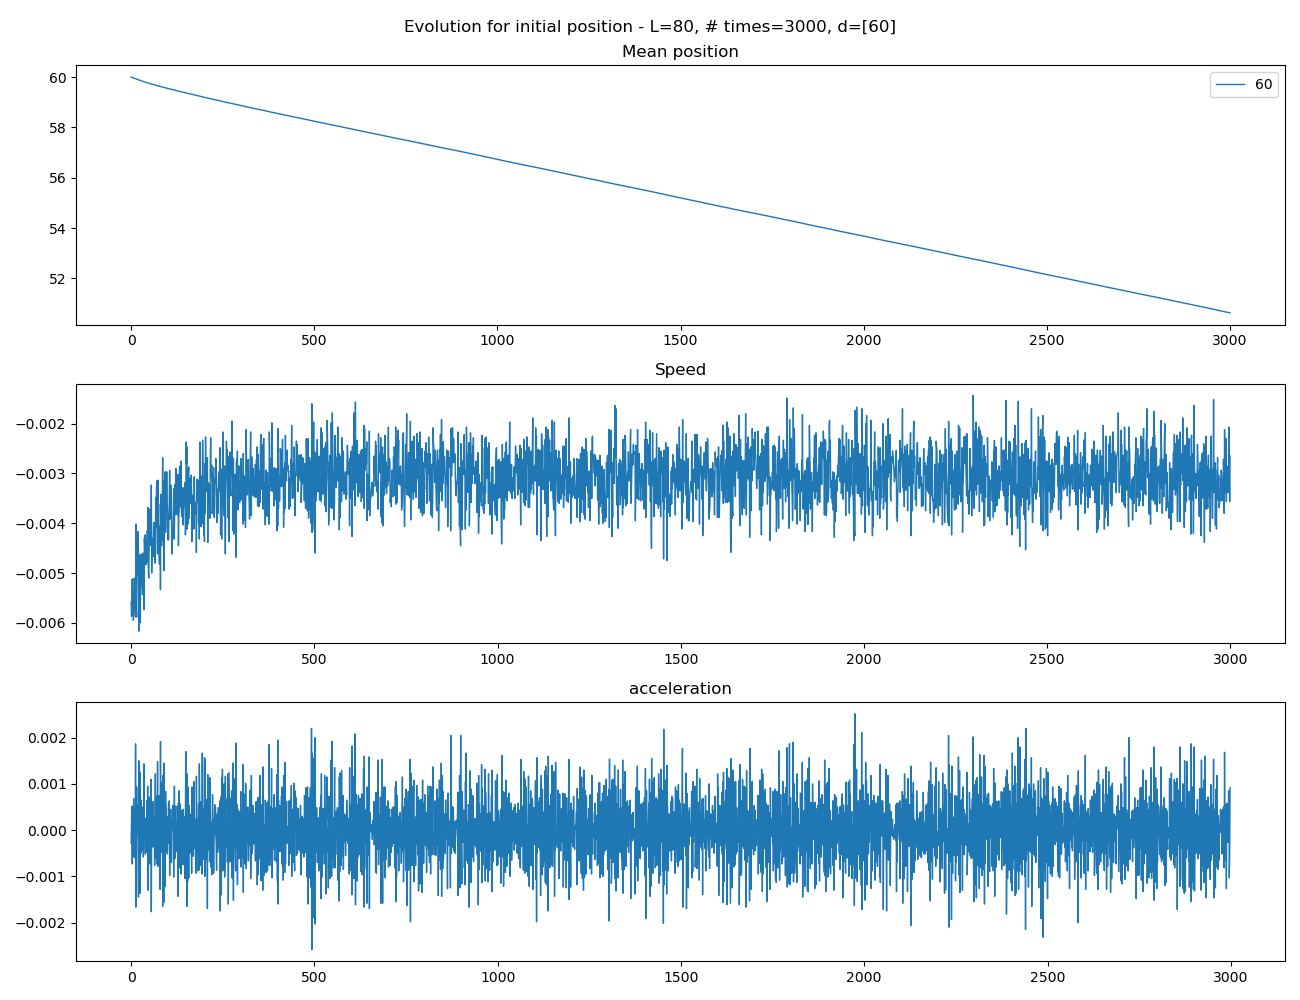 Evolution for initial position - L=80, # times=3000, d=[60]
Mean position
60
58
56
54
52
60
0 500 1000 1500 2000 2500 3000
Speed
−0.002
−0.003
−0.004
−0.005
−0.006
0 500 1000 1500 2000 2500 3000
acceleration
0.002
0.001
0.000
−0.001
−0.002
0 500 1000 1500 2000 2500 3000